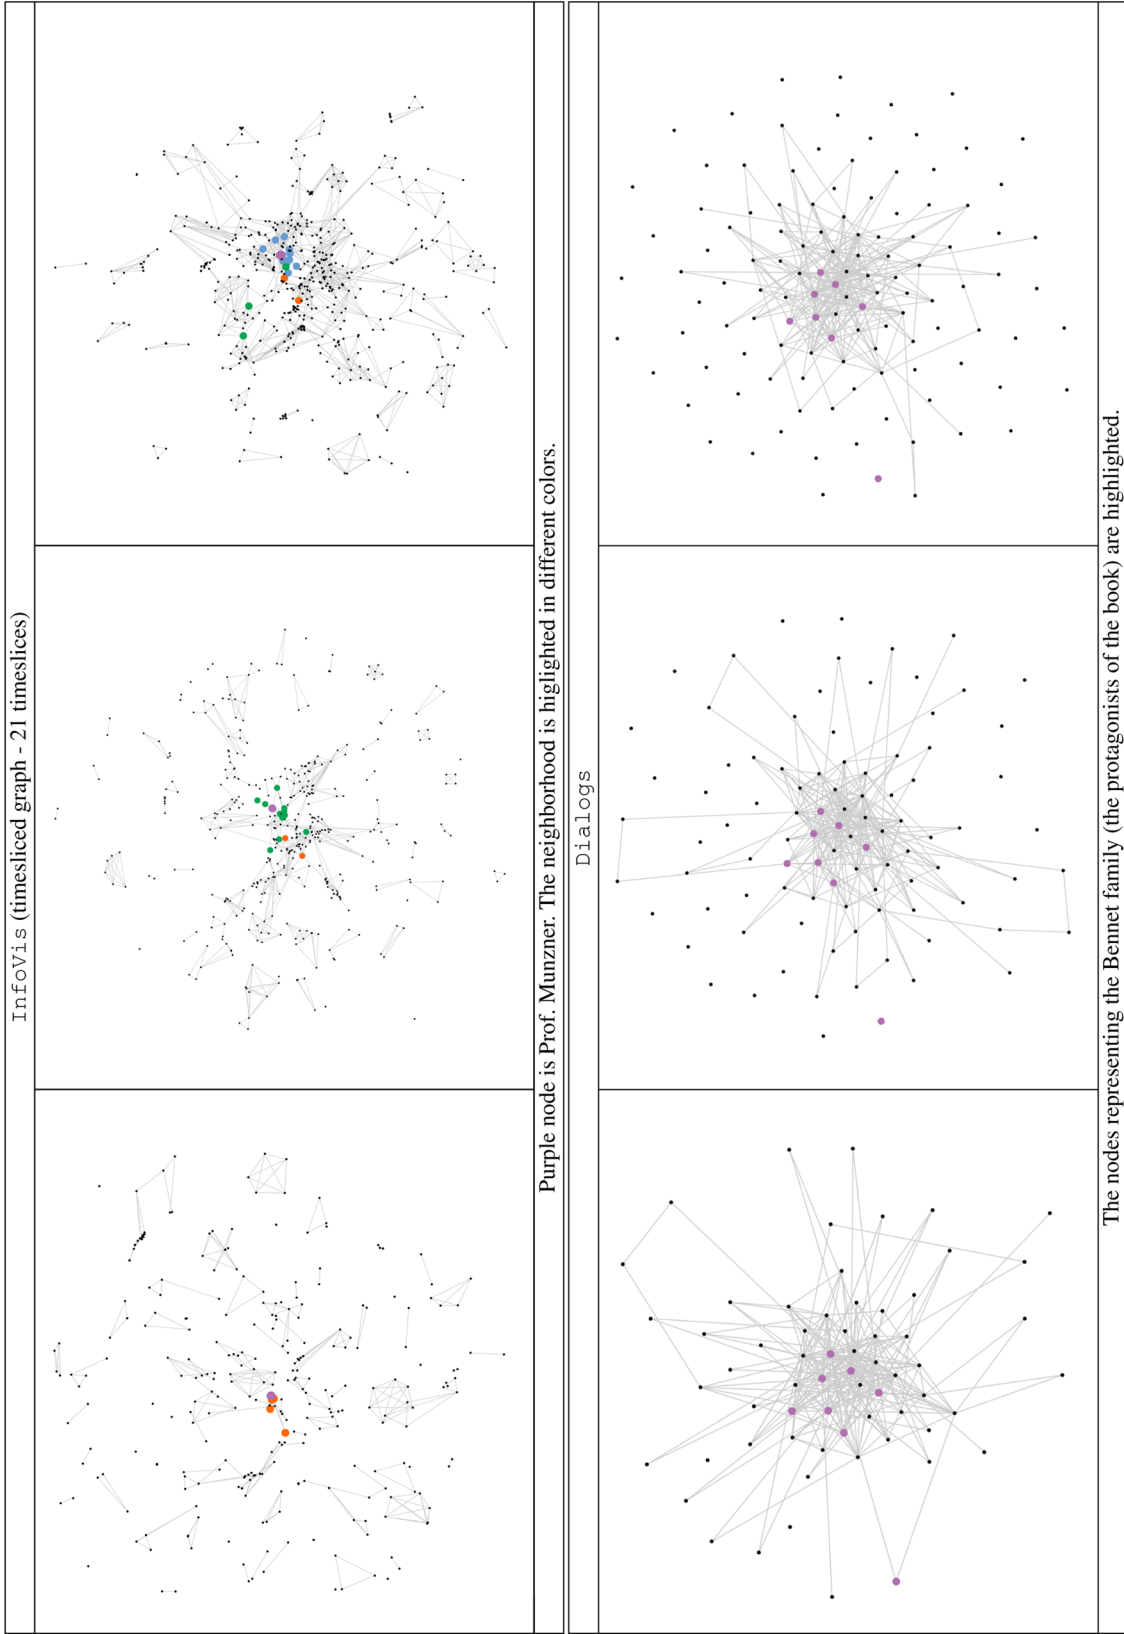 InfoVis (timesliced graph - 21 timeslices)
Purple node is Prof. Munzner. The neighborhood is higlighted in different colors.
Dialogs
The nodes representing the Bennet family (the protagonists of the book) are highlighted.